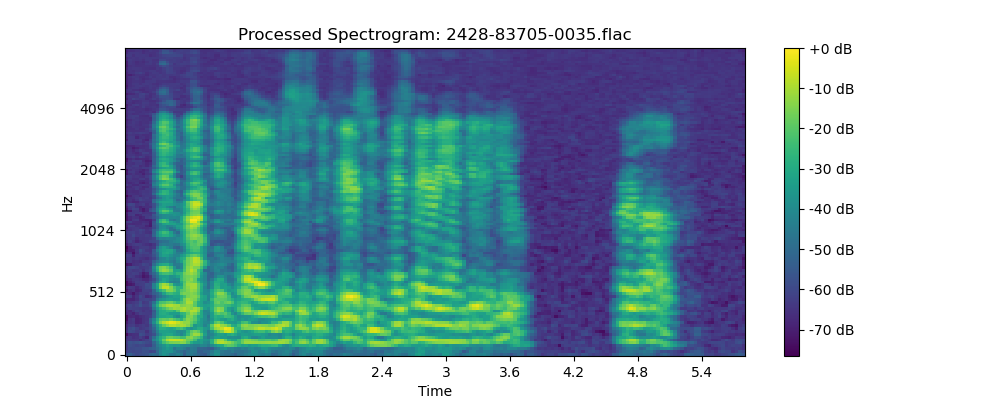 Processed Spectrogram: 2428-83705-0035.flac
Hz
4096
2048
1024
512
0
0 0.6 1.2 1.8 2.4 3 3.6 4.2 4.8 5.4
Time
+0 dB
-10 dB
-20 dB
-30 dB
-40 dB
-50 dB
-60 dB
-70 dB